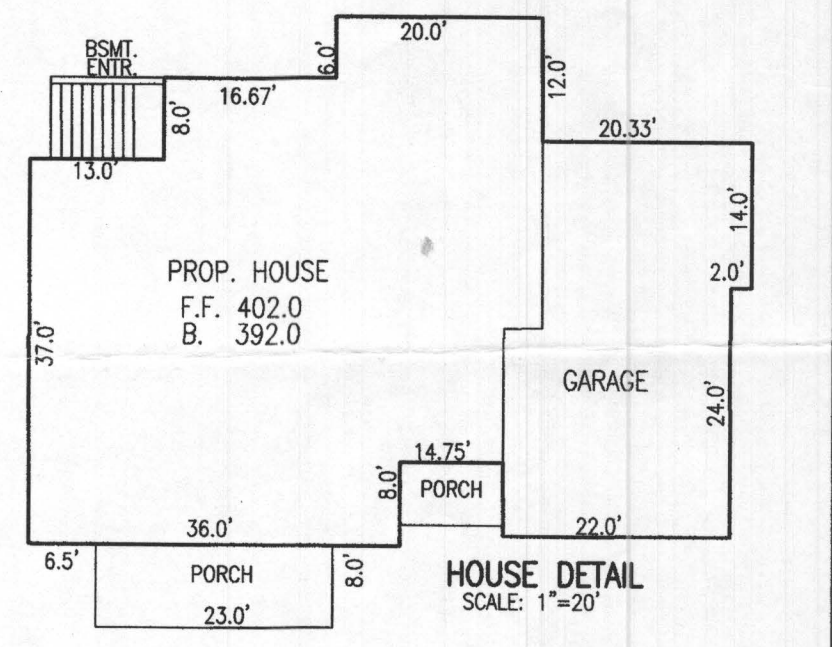 20.0'
BSMT.
ENTR.
6.0'
12.0'
16.67'
8.0'
20.33'
13.0'
14.0'
2.0'
PROP. HOUSE
F.F. 402.0
B. 392.0
37.0'
GARAGE
24.0'
14.75'
8.0'
PORCH
36.0'
22.0'
6.5'
PORCH
8.0'
23.0'
HOUSE DETAIL
SCALE: 1"=20'